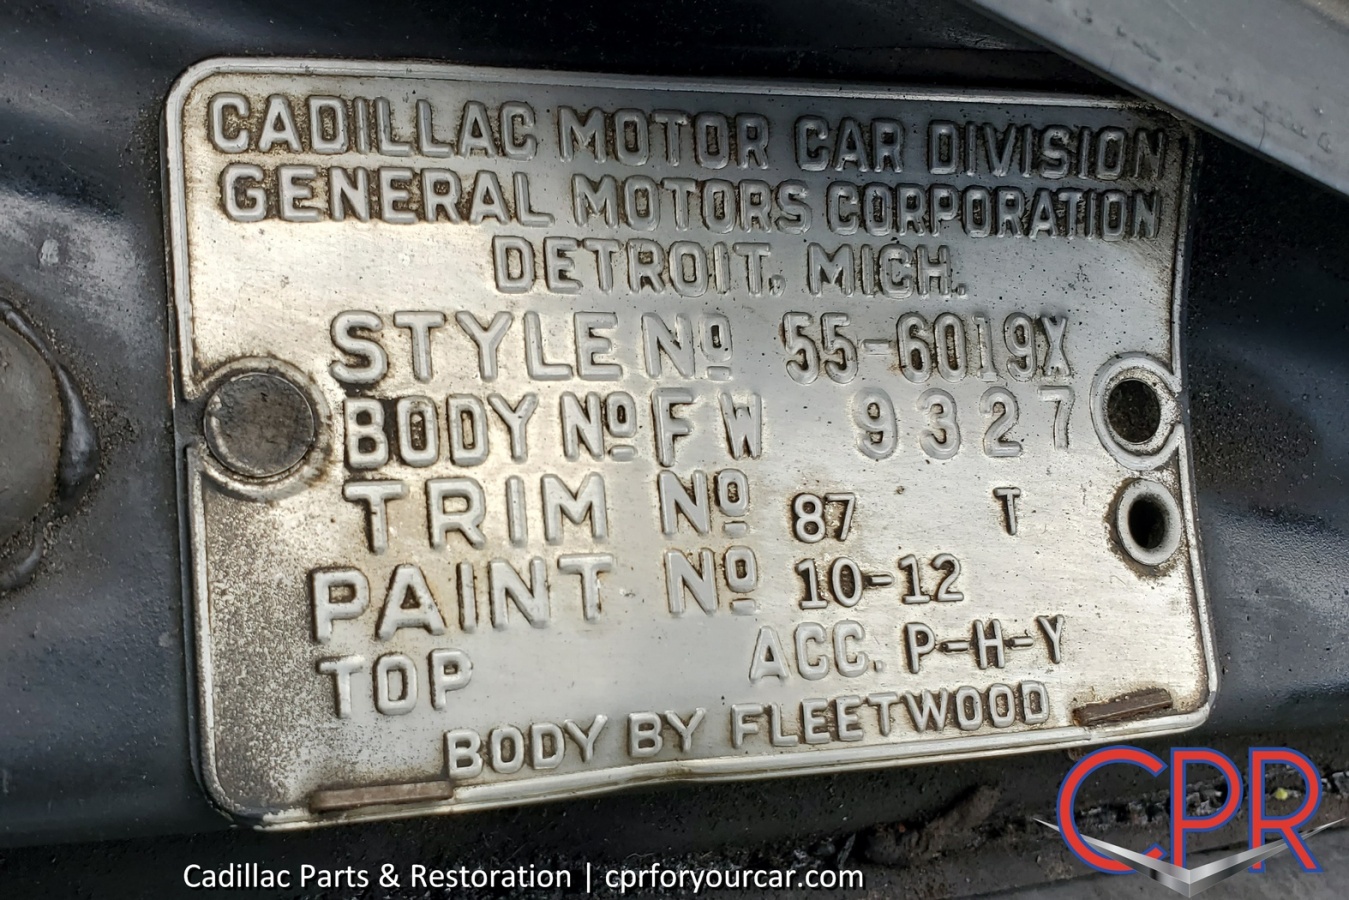 CADILLAC MOTOR CAR DIVISION
GENERAL MOTORS CORPORATION
DETROIT, MICH.
STYLE Nº 55-6019X
BODY Nº FW 9327
TRIM Nº 87 T
PAINT Nº 10-12
TOP ACC. P-H-Y
BODY BY FLEETWOOD
CPR
Cadillac Parts & Restoration | cprforyourcar.com